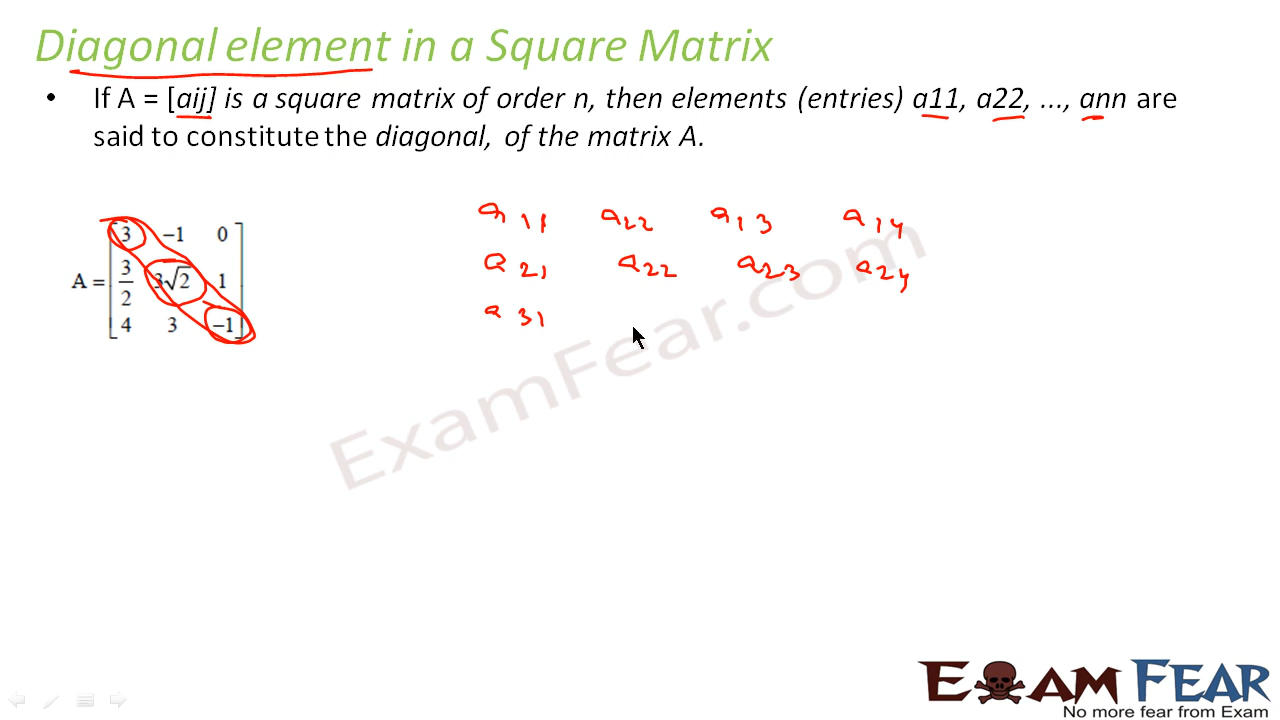 Diagonal element in a Square Matrix
• If A = [aij] is a square matrix of order n, then elements (entries) a11, a22, ..., ann are
said to constitute the diagonal, of the matrix A.
3 −1 0
A = 3/2 3√2 1
4 3 −1
a11 a22 a13 a14
a21 a22 a23 a24
a31
ExamFear.com
EXAM FEAR
No more fear from Exam